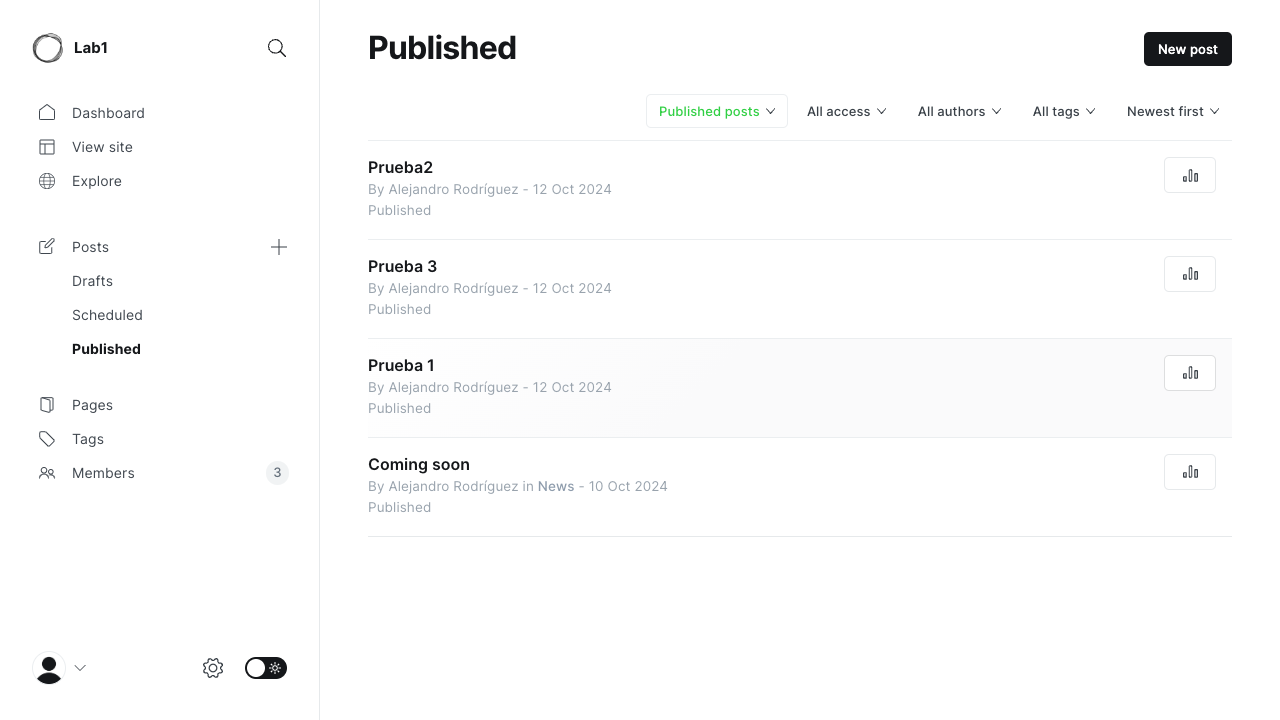 Lab1
Dashboard
View site
Explore
Posts
Drafts
Scheduled
Published
Pages
Tags
Members 3
Published
New post
Published posts All access All authors All tags Newest first
Prueba2
By Alejandro Rodríguez - 12 Oct 2024
Published
Prueba 3
By Alejandro Rodríguez - 12 Oct 2024
Published
Prueba 1
By Alejandro Rodríguez - 12 Oct 2024
Published
Coming soon
By Alejandro Rodríguez in News - 10 Oct 2024
Published